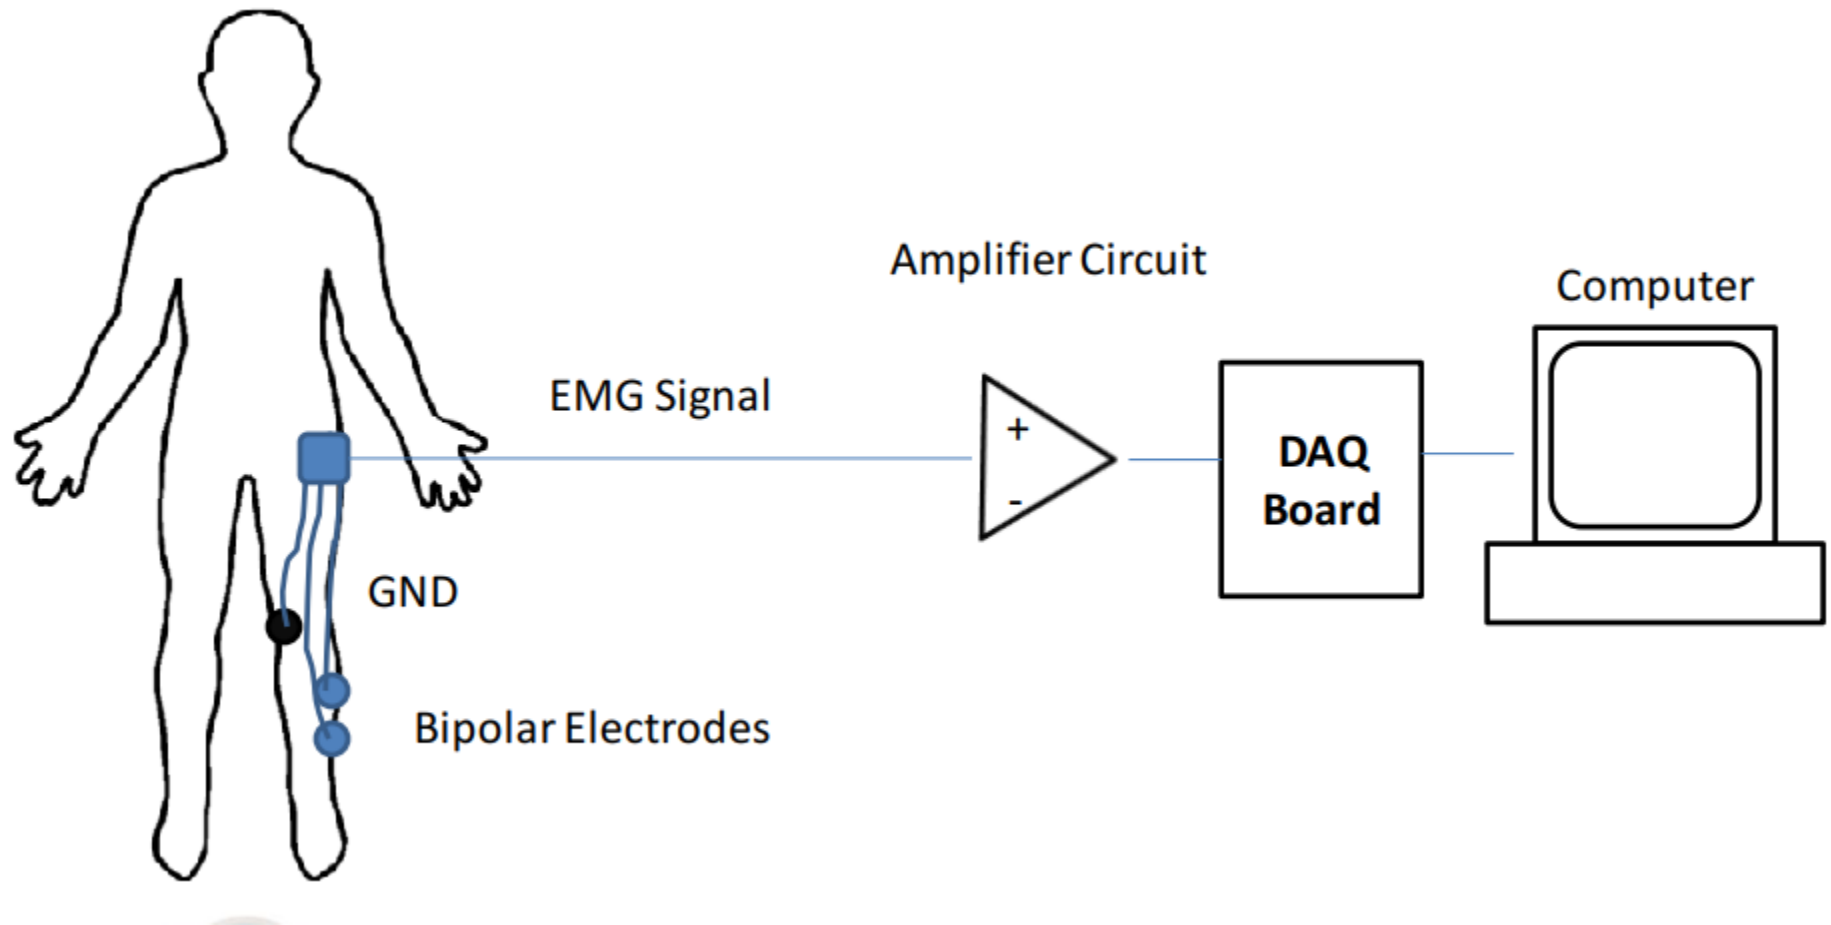 Amplifier Circuit
Computer
EMG Signal
+
-
DAQ
Board
GND
Bipolar Electrodes